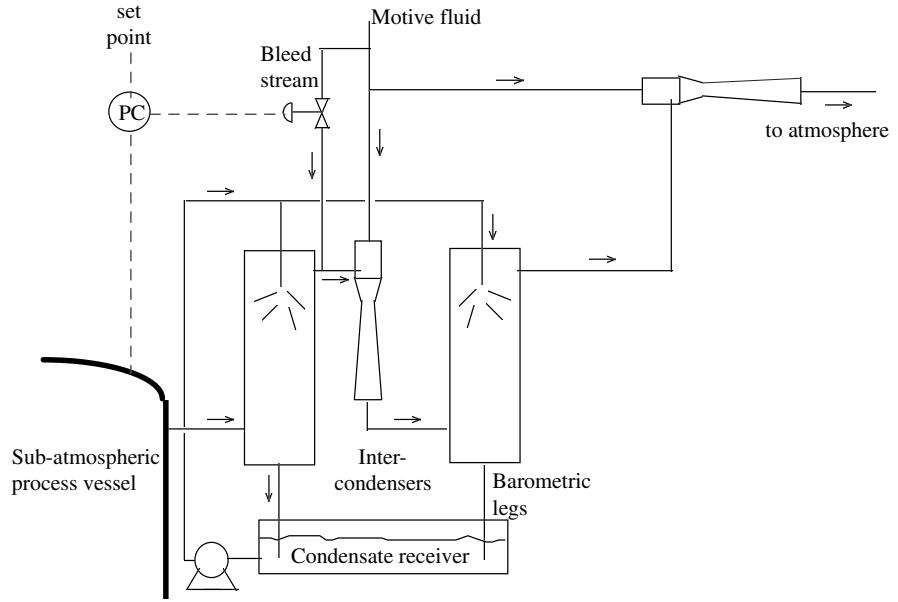 set
point
Motive fluid
Bleed
stream
PC
to atmosphere
Sub-atmospheric
process vessel
Inter-
condensers
Barometric
legs
Condensate receiver